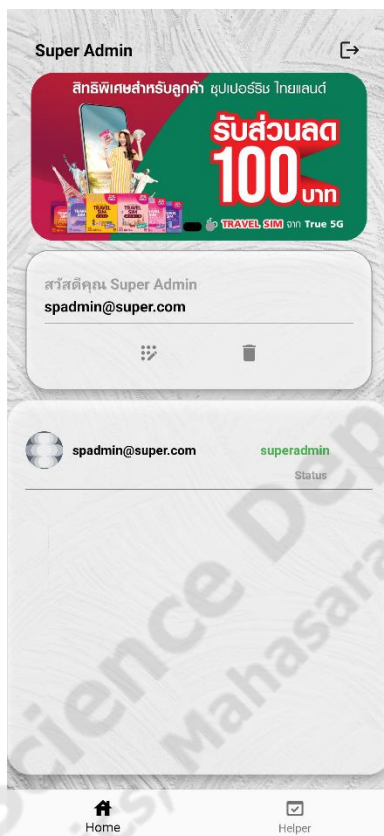 Super Admin
สิทธิพิเศษสำหรับลูกค้า ซุปเปอร์ริช ไทยแลนด์
รับส่วนลด
100 บาท
TRAVEL SIM จาก True 5G
สวัสดีคุณ Super Admin
spadmin@super.com
spadmin@super.com superadmin
Status
Science Dep
Mahasara
Home Helper